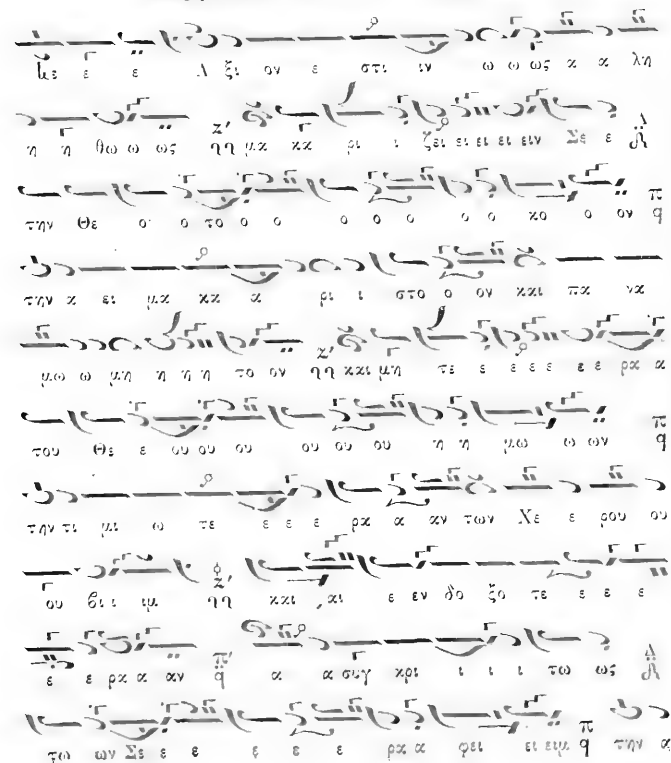 ε ε Α ξι ον ε στι ιν ω ω ως α α λη
η η θω ω ως μα κα ρι ι ζει ει ει ει ειν Σε ε
την Θε ο ο το ο ο ο ο ο ο ο κο ο ον
την α ει μα κα α ρι ι στο ο ον και πα να
μω ω μη η η η το ον και μη τε ε ε ε ε ε ρα α
του Θε ε ου ου ου ου ου ου η η μω ω ων
την τι μι ω τε ε ε ε ρα α αν των Χε ε ρου ου
ου βι ι ιμ και αι ε εν δο ξο τε ε ε ε
ε ε ρα α αν α α συγ κρι ι ι ι τω ως
τω ων Σε ε ε ε ε ε ρα α φει ει ειμ την α